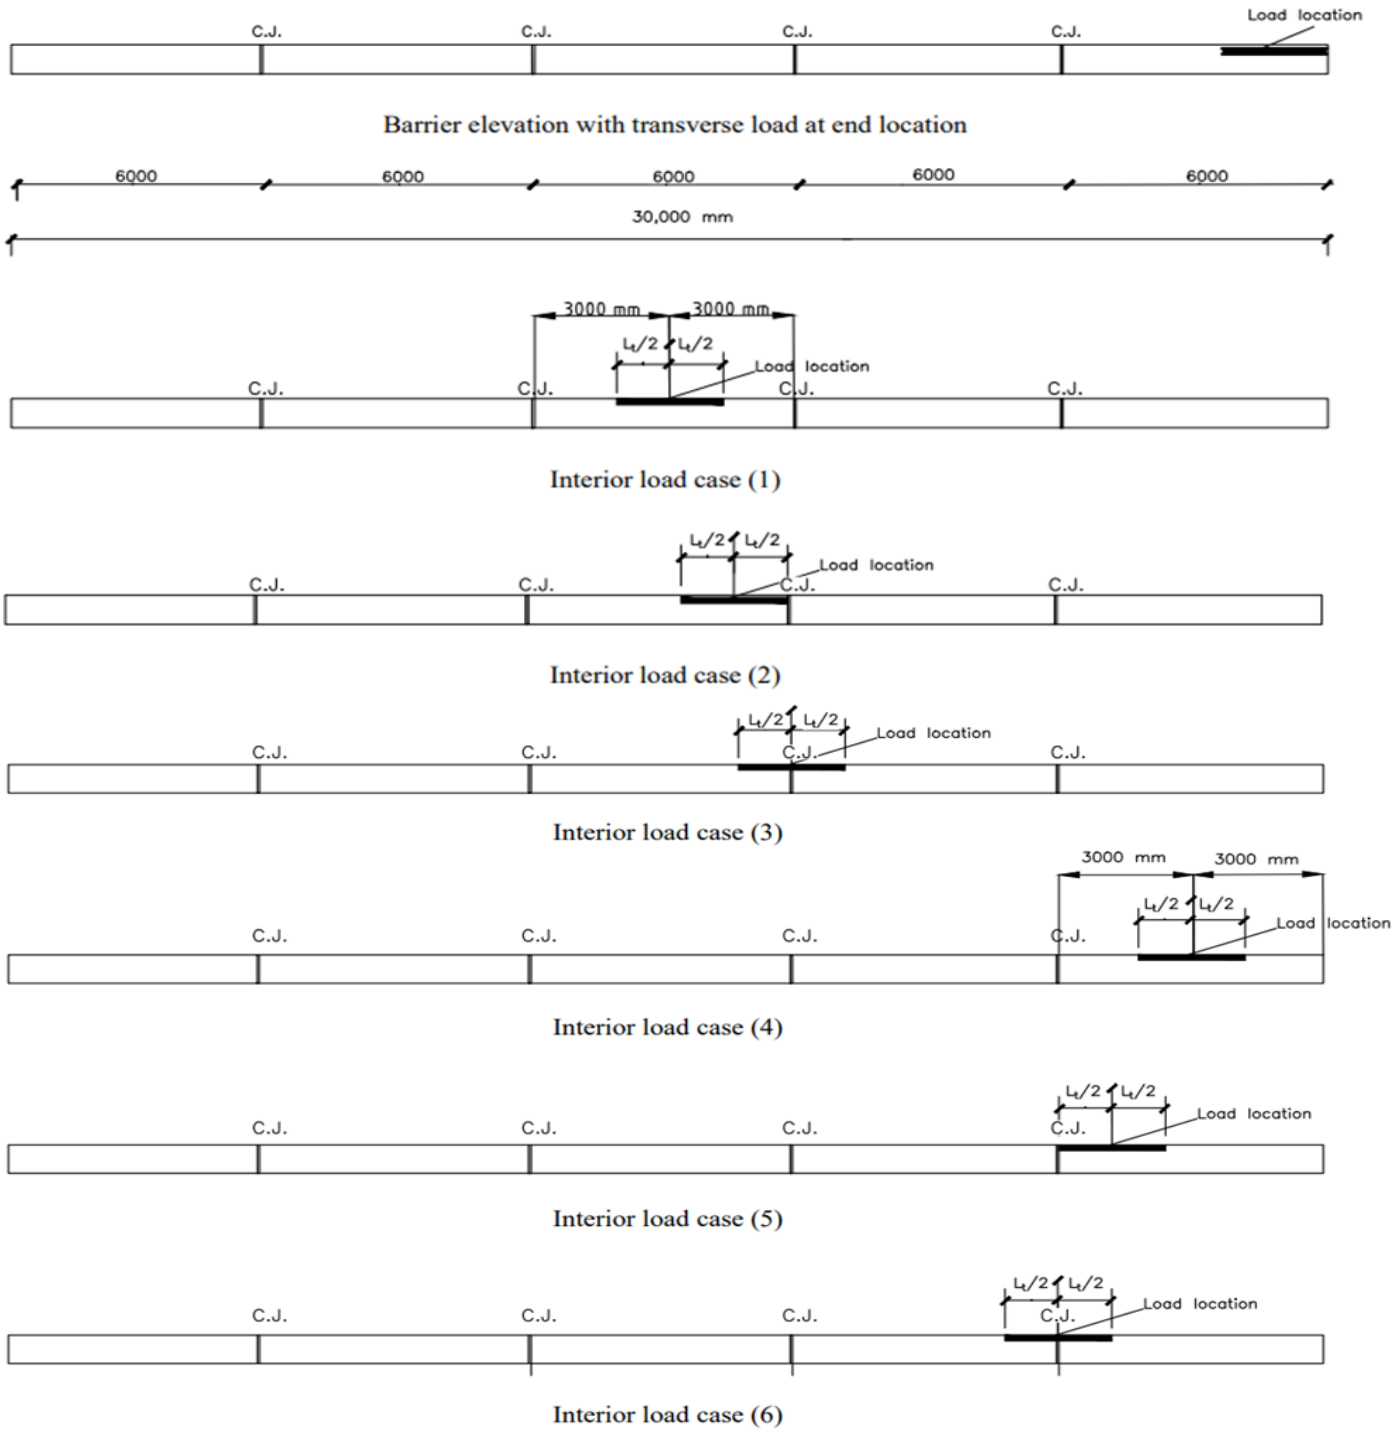 Load location
C.J. C.J. C.J. C.J.
Barrier elevation with transverse load at end location
6000 6000 6000 6000 6000
30,000 mm
3000 mm 3000 mm
Lt/2 Lt/2
Load location
C.J. C.J. C.J. C.J.
Interior load case (1)
Lt/2 Lt/2
Load location
C.J. C.J. C.J. C.J.
Interior load case (2)
Lt/2 Lt/2
Load location
C.J. C.J. C.J. C.J.
Interior load case (3)
3000 mm 3000 mm
Lt/2 Lt/2
Load location
C.J. C.J. C.J. C.J.
Interior load case (4)
Lt/2 Lt/2
Load location
C.J. C.J. C.J. C.J.
Interior load case (5)
Lt/2 Lt/2
Load location
C.J. C.J. C.J. C.J.
Interior load case (6)